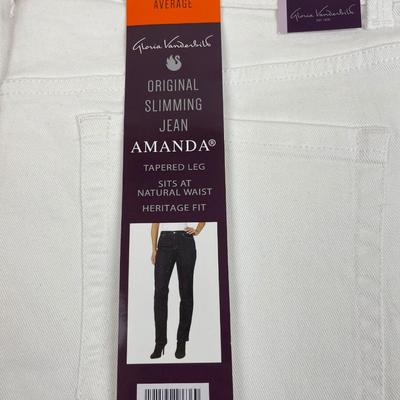 AVERAGE
Gloria Vanderbilt
Gloria Vanderbilt
ORIGINAL
SLIMMING
JEAN
AMANDA®
TAPERED LEG
SITS AT
NATURAL WAIST
HERITAGE FIT